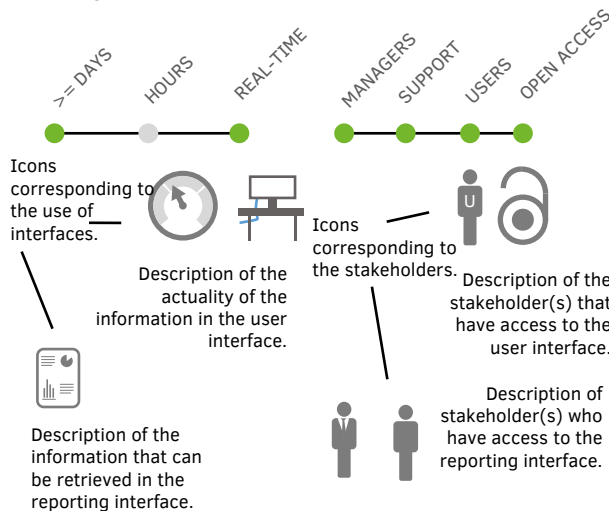 >= DAYS
HOURS
REAL-TIME
MANAGERS
SUPPORT
USERS
OPEN ACCESS
Icons
corresponding to
the use of
interfaces.
Description of the
actuality of the
information in the user
interface.
Description of the
information that can
be retrieved in the
reporting interface.
Icons
corresponding to
the stakeholders.
U
Description of the
stakeholder(s) that
have access to the
user interface.
Description of
stakeholder(s) who
have access to the
reporting interface.